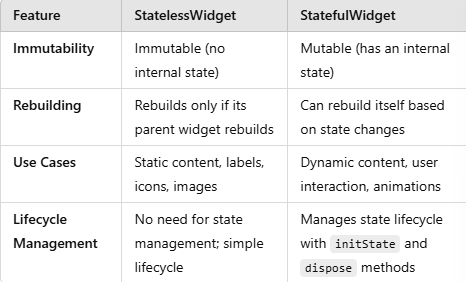 Feature StatelessWidget StatefulWidget
Immutability Immutable (no Mutable (has an internal
internal state) state)
Rebuilding Rebuilds only if its Can rebuild itself based
parent widget rebuilds on state changes
Use Cases Static content, labels, Dynamic content, user
icons, images interaction, animations
Lifecycle No need for state Manages state lifecycle
Management management; simple with initState and
lifecycle dispose methods